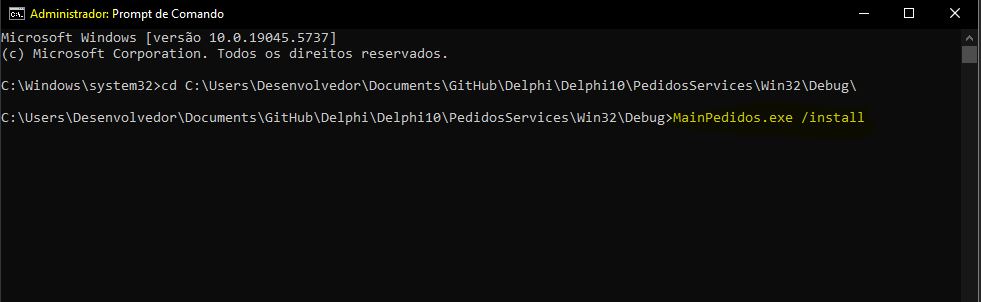 Administrador: Prompt de Comando
Microsoft Windows [versão 10.0.19045.5737]
(c) Microsoft Corporation. Todos os direitos reservados.
C:\Windows\system32>cd C:\Users\Desenvolvedor\Documents\GitHub\Delphi\Delphi10\PedidosServices\Win32\Debug\
C:\Users\Desenvolvedor\Documents\GitHub\Delphi\Delphi10\PedidosServices\Win32\Debug>MainPedidos.exe /install